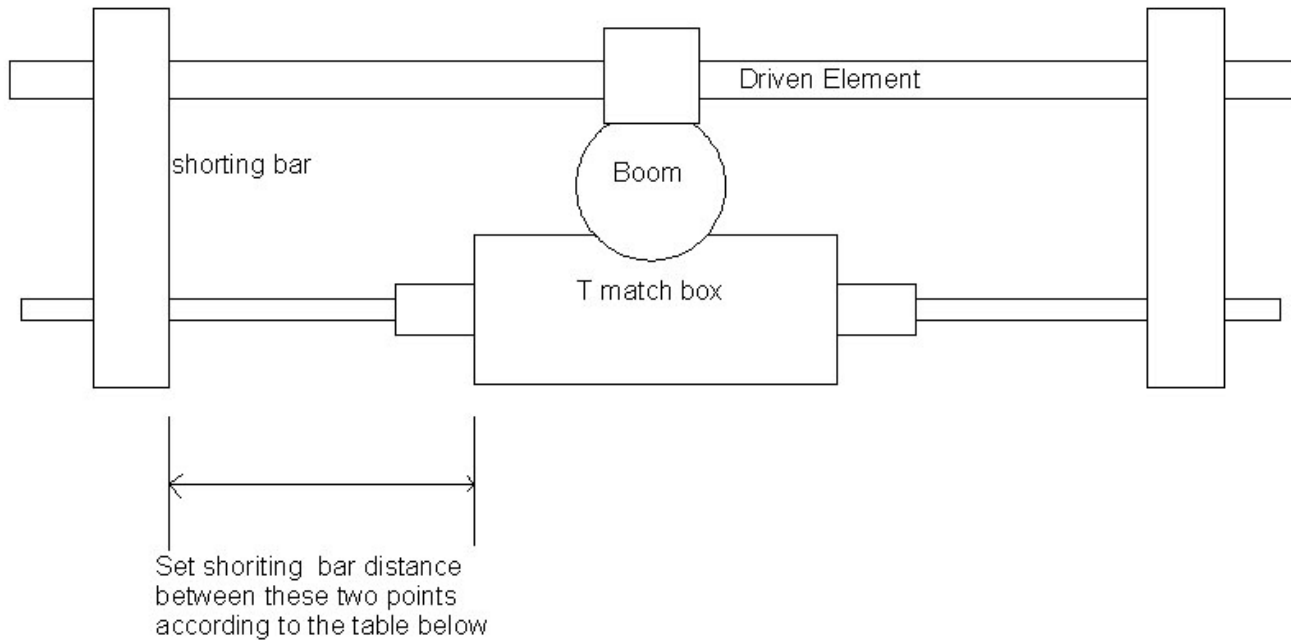 Driven Element
shorting bar
Boom
T match box
Set shoriting bar distance
between these two points
according to the table below